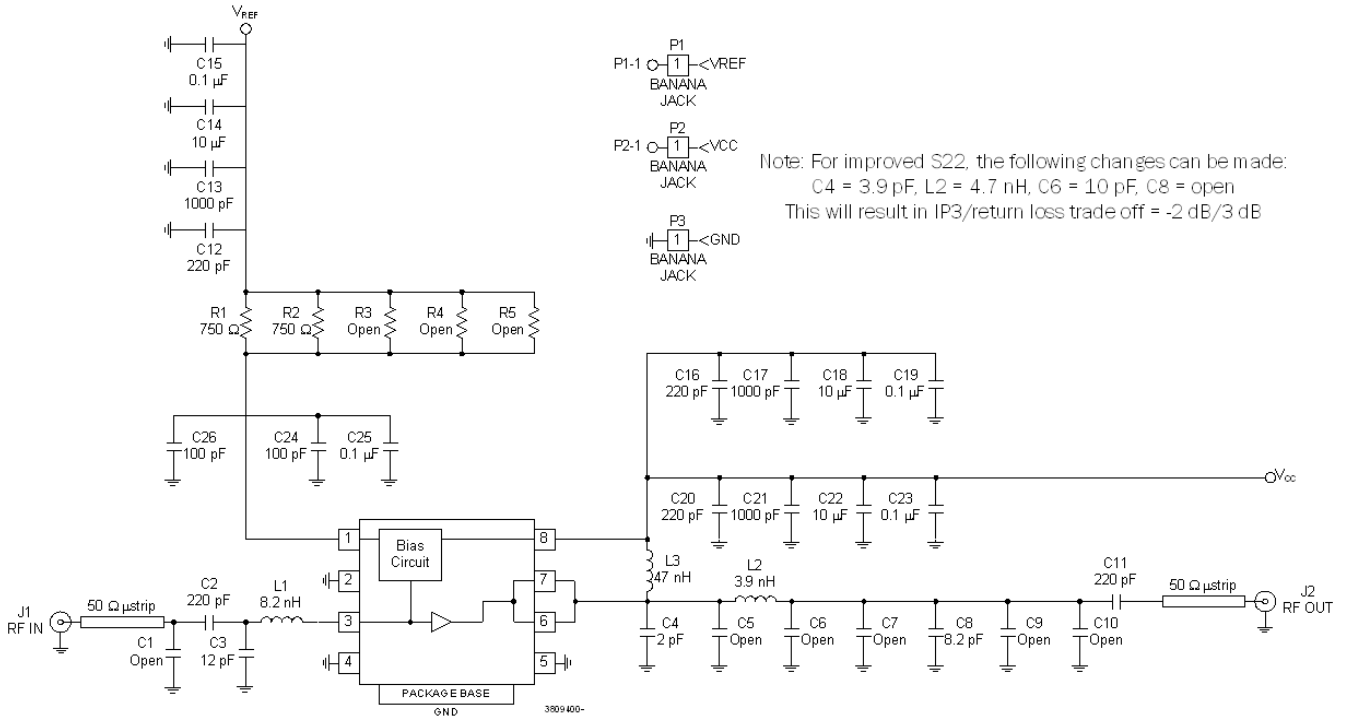 VREF
C15
0.1 µF
C14
10 µF
C13
1000 pF
C12
220 pF
P1
P1-1
1
VREF
BANANA
JACK
P2
P2-1
1
VCC
BANANA
JACK
P3
1
GND
BANANA
JACK
Note: For improved S22, the following changes can be made:
C4 = 3.9 pF, L2 = 4.7 nH, C6 = 10 pF, C8 = open
This will result in IP3/return loss trade off = -2 dB/3 dB
R1
750 Ω
R2
750 Ω
R3
Open
R4
Open
R5
Open
C16
220 pF
C17
1000 pF
C18
10 µF
C19
0.1 µF
C26
100 pF
C24
100 pF
C25
0.1 µF
VCC
C20
220 pF
C21
1000 pF
C22
10 µF
C23
0.1 µF
1
Bias
Circuit
8
2
7
3
6
4
5
PACKAGE BASE
GND
3809400-
J1
RF IN
50 Ω µstrip
C1
Open
C2
220 pF
C3
12 pF
L1
8.2 nH
L3
47 nH
L2
3.9 nH
C4
2 pF
C5
Open
C6
Open
C7
Open
C8
8.2 pF
C9
Open
C10
Open
C11
220 pF
50 Ω µstrip
J2
RF OUT